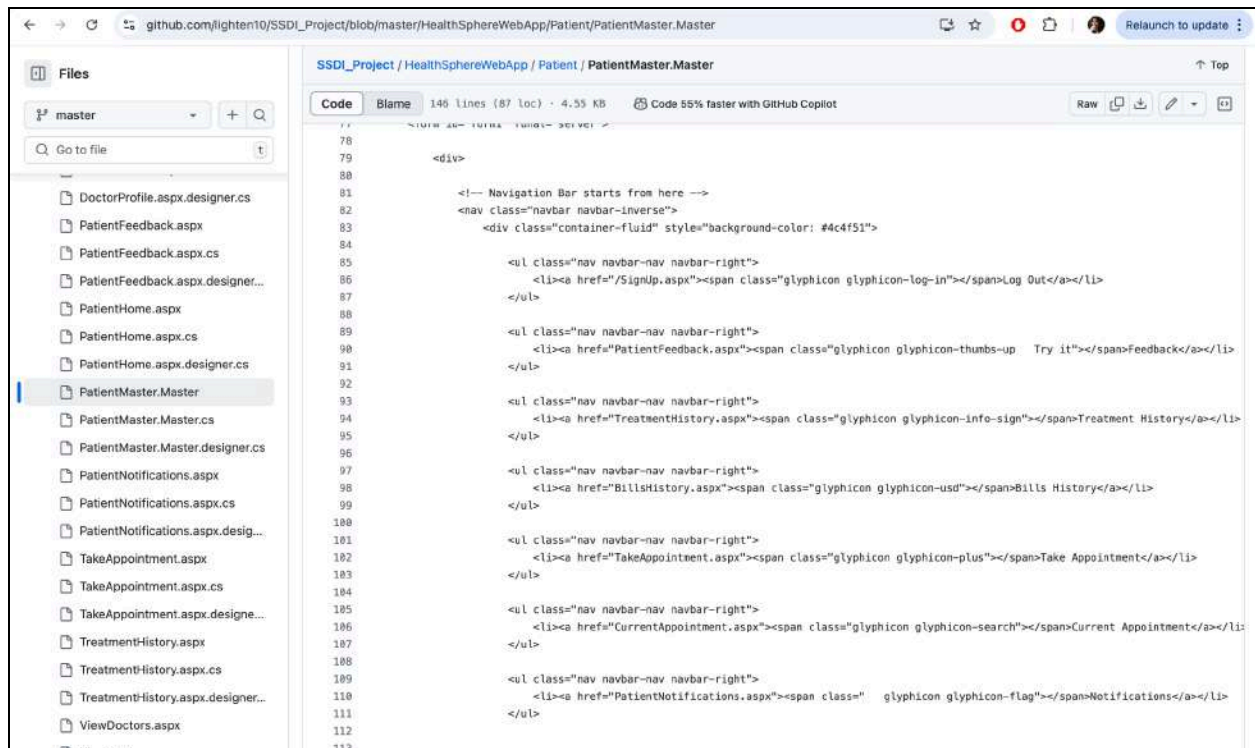 github.com/lighten10/SSDI_Project/blob/master/HealthSphereWebApp/Patient/PatientMaster.Master
Relaunch to update
Files
master
Go to file
t
DoctorProfile.aspx.designer.cs
PatientFeedback.aspx
PatientFeedback.aspx.cs
PatientFeedback.aspx.designer...
PatientHome.aspx
PatientHome.aspx.cs
PatientHome.aspx.designer.cs
PatientMaster.Master
PatientMaster.Master.cs
PatientMaster.Master.designer.cs
PatientNotifications.aspx
PatientNotifications.aspx.cs
PatientNotifications.aspx.desig...
TakeAppointment.aspx
TakeAppointment.aspx.cs
TakeAppointment.aspx.designe...
TreatmentHistory.aspx
TreatmentHistory.aspx.cs
TreatmentHistory.aspx.designer...
ViewDoctors.aspx
SSDI_Project / HealthSphereWebApp / Patient / PatientMaster.Master
Top
Code Blame 146 lines (87 loc) · 4.55 KB Code 55% faster with GitHub Copilot Raw
78
79 <div>
80
81 <!-- Navigation Bar starts from here -->
82 <nav class="navbar navbar-inverse">
83 <div class="container-fluid" style="background-color: #4c4f51">
84
85 <ul class="nav navbar-nav navbar-right">
86 <li><a href="/SignUp.aspx"><span class="glyphicon glyphicon-log-in"></span>Log Out</a></li>
87 </ul>
88
89 <ul class="nav navbar-nav navbar-right">
90 <li><a href="PatientFeedback.aspx"><span class="glyphicon glyphicon-thumbs-up   Try it"></span>Feedback</a></li>
91 </ul>
92
93 <ul class="nav navbar-nav navbar-right">
94 <li><a href="TreatmentHistory.aspx"><span class="glyphicon glyphicon-info-sign"></span>Treatment History</a></li>
95 </ul>
96
97 <ul class="nav navbar-nav navbar-right">
98 <li><a href="BillsHistory.aspx"><span class="glyphicon glyphicon-usd"></span>Bills History</a></li>
99 </ul>
100
101 <ul class="nav navbar-nav navbar-right">
102 <li><a href="TakeAppointment.aspx"><span class="glyphicon glyphicon-plus"></span>Take Appointment</a></li>
103 </ul>
104
105 <ul class="nav navbar-nav navbar-right">
106 <li><a href="CurrentAppointment.aspx"><span class="glyphicon glyphicon-search"></span>Current Appointment</a></li>
107 </ul>
108
109 <ul class="nav navbar-nav navbar-right">
110 <li><a href="PatientNotifications.aspx"><span class="   glyphicon glyphicon-flag"></span>Notifications</a></li>
111 </ul>
112